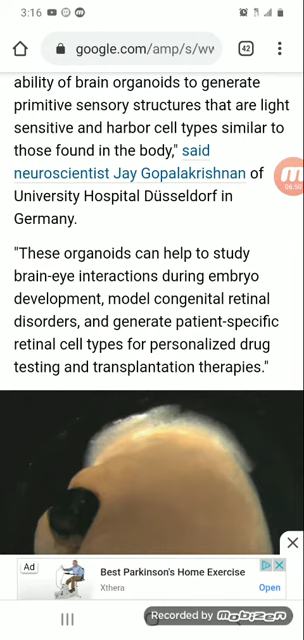 3:16
google.com/amp/s/ww
42
ability of brain organoids to generate
primitive sensory structures that are light
sensitive and harbor cell types similar to
those found in the body," said
neuroscientist Jay Gopalakrishnan of
University Hospital Düsseldorf in
Germany.
06:50
"These organoids can help to study
brain-eye interactions during embryo
development, model congenital retinal
disorders, and generate patient-specific
retinal cell types for personalized drug
testing and transplantation therapies."
Ad
Best Parkinson's Home Exercise
Xthera
Open
Recorded by mobizen